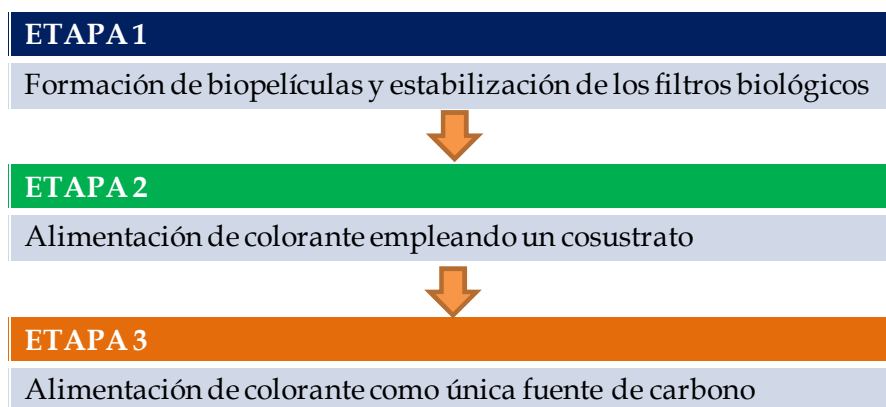 ETAPA 1
Formación de biopelículas y estabilización de los filtros biológicos
ETAPA 2
Alimentación de colorante empleando un cosustrato
ETAPA 3
Alimentación de colorante como única fuente de carbono